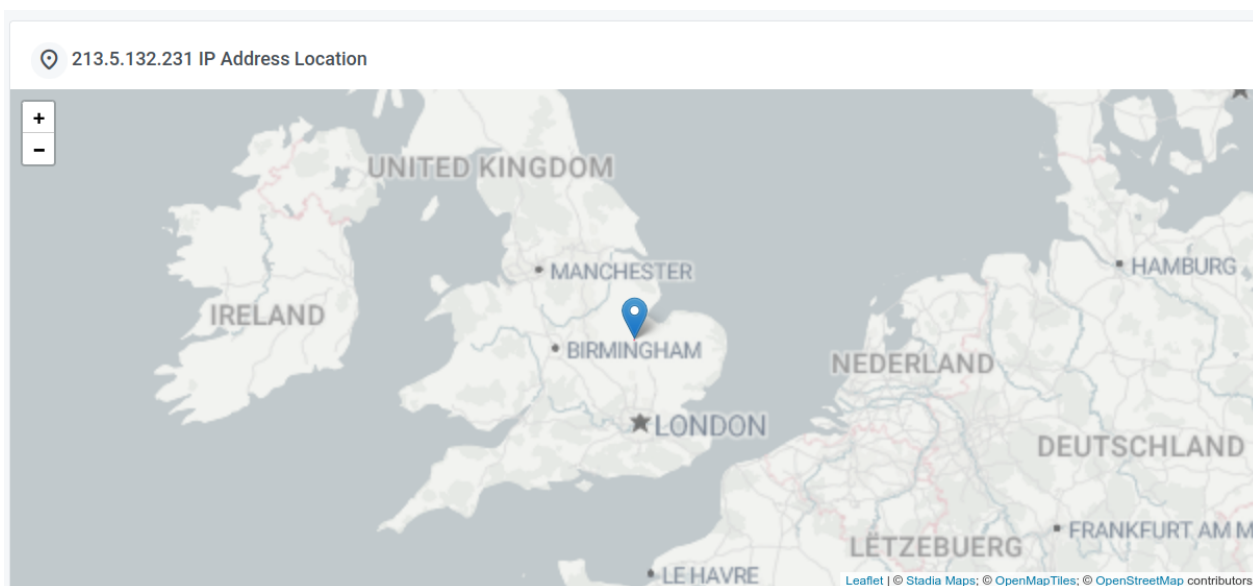 213.5.132.231 IP Address Location
+
−
UNITED KINGDOM
MANCHESTER
HAMBURG
IRELAND
BIRMINGHAM
NEDERLAND
LONDON
DEUTSCHLAND
FRANKFURT AM M
LËTZEBUERG
LE HAVRE
Leaflet | © Stadia Maps; © OpenMapTiles; © OpenStreetMap contributors